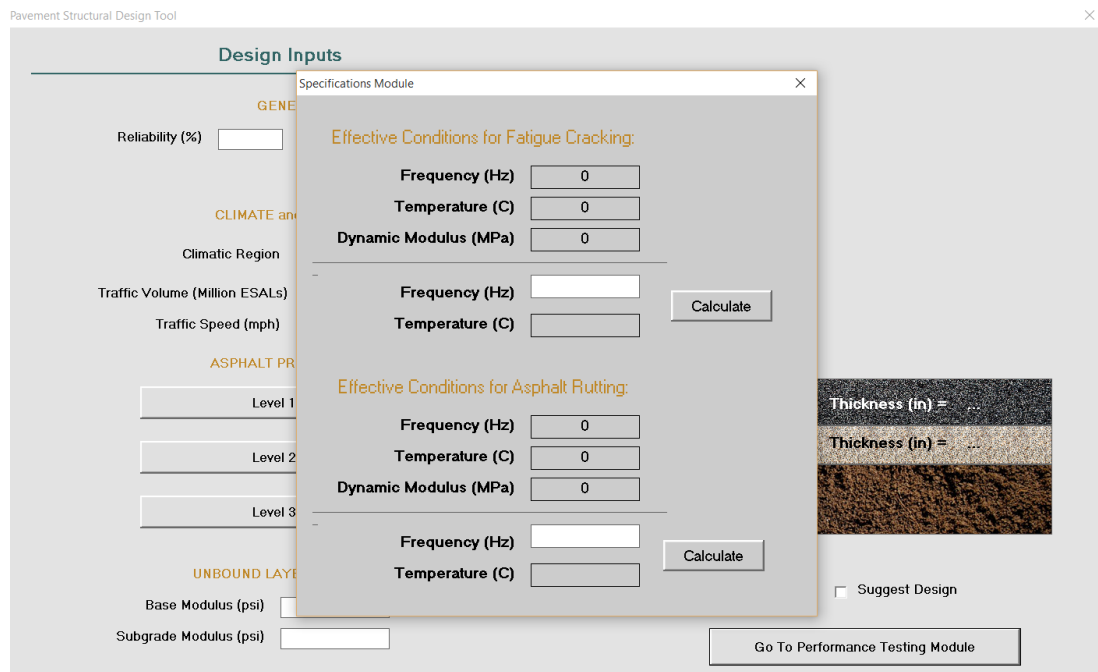 Pavement Structural Design Tool
Design Inputs
GENE
Reliability (%)
CLIMATE and
Climatic Region
Traffic Volume (Million ESALs)
Traffic Speed (mph)
ASPHALT PR
Level 1
Level 2
Level 3
UNBOUND LAYE
Base Modulus (psi)
Subgrade Modulus (psi)
Specifications Module
Effective Conditions for Fatigue Cracking:
Frequency (Hz) 0
Temperature (C) 0
Dynamic Modulus (MPa) 0
Frequency (Hz)
Calculate
Temperature (C)
Effective Conditions for Asphalt Rutting:
Frequency (Hz) 0
Temperature (C) 0
Dynamic Modulus (MPa) 0
Frequency (Hz)
Calculate
Temperature (C)
Thickness (in) = ...
Thickness (in) = ...
Suggest Design
Go To Performance Testing Module